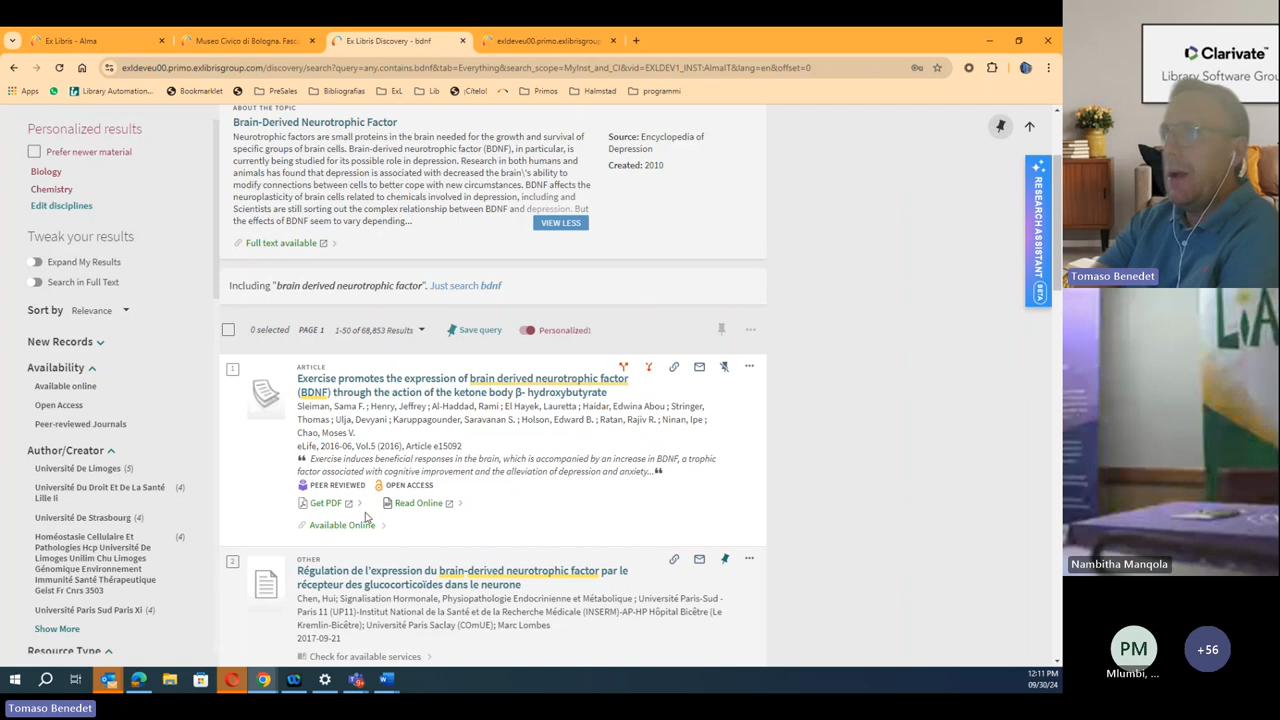 Ex Libris - Alma
Museo Civico di Bologna. Fasc
Ex Libris Discovery - bdnf
exldeveu00.primo.exlibrisgroup.
exldeveu00.primo.exlibrisgroup.com/discovery/search?query=any.contains.bdnf&tab=Everything&search_scope=MyInst_and_CI&vid=EXLDEV1_INST:AlmaIT&lang=en&offset=0
Apps
Library Automation...
Bookmarklet
PreSales
Bibliografias
ExL
Lib
¡Cítelo!
Primos
Halmstad
programmi
Personalized results
Prefer newer material
Biology
Chemistry
Edit disciplines
Tweak your results
Expand My Results
Search in Full Text
Sort by Relevance
New Records
Availability
Available online
Open Access
Peer-reviewed Journals
Author/Creator
Université De Limoges (5)
Université Du Droit Et De La Santé (4)
Lille Ii
Université De Strasbourg (4)
Homéostasie Cellulaire Et (4)
Pathologies Hcp Université De
Limoges Unilim Chu Limoges
Génomique Environnement
Immunité Santé Thérapeutique
Geist Fr Cnrs 3503
Université Paris Sud Paris Xi (4)
Show More
Resource Type
ABOUT THE TOPIC
Brain-Derived Neurotrophic Factor
Neurotrophic factors are small proteins in the brain needed for the growth and survival of
specific groups of brain cells. Brain-derived neurotrophic factor (BDNF), in particular, is
currently being studied for its possible role in depression. Research in both humans and
animals has found that depression is associated with decreased the brain\'s ability to
modify connections between cells to better cope with new circumstances. BDNF affects the
neuroplasticity of brain cells related to chemicals involved in depression, including and
Scientists are still sorting out the complex relationship between BDNF and depression. But
the effects of BDNF seem to vary depending...
VIEW LESS
Source: Encyclopedia of
Depression
Created: 2010
Full text available
Including "brain derived neurotrophic factor". Just search bdnf
0 selected PAGE 1 1-50 of 68,853 Results
Save query
Personalized!
1
ARTICLE
Exercise promotes the expression of brain derived neurotrophic factor
(BDNF) through the action of the ketone body β- hydroxybutyrate
Sleiman, Sama F. ; Henry, Jeffrey ; Al-Haddad, Rami ; El Hayek, Lauretta ; Haidar, Edwina Abou ; Stringer,
Thomas ; Ulja, Devyani ; Karuppagounder, Saravanan S. ; Holson, Edward B. ; Ratan, Rajiv R. ; Ninan, Ipe ;
Chao, Moses V.
eLife, 2016-06, Vol.5 (2016), Article e15092
❝ Exercise induces beneficial responses in the brain, which is accompanied by an increase in BDNF, a trophic
factor associated with cognitive improvement and the alleviation of depression and anxiety...❞
PEER REVIEWED OPEN ACCESS
Get PDF
Read Online
Available Online
2
OTHER
Régulation de l'expression du brain-derived neurotrophic factor par le
récepteur des glucocorticoïdes dans le neurone
Chen, Hui; Signalisation Hormonale, Physiopathologie Endocrinienne et Métabolique ; Université Paris-Sud -
Paris 11 (UP11)-Institut National de la Santé et de la Recherche Médicale (INSERM)-AP-HP Hôpital Bicêtre (Le
Kremlin-Bicêtre); Université Paris Saclay (COmUE); Marc Lombes
2017-09-21
Check for available services
RESEARCH ASSISTANT BETA
12:11 PM
09/30/24
Clarivate™
Library Software Grou
Tomaso Benedet
LIA
Nambitha Manqola
PM
+56
Mlumbi, ...
Tomaso Benedet